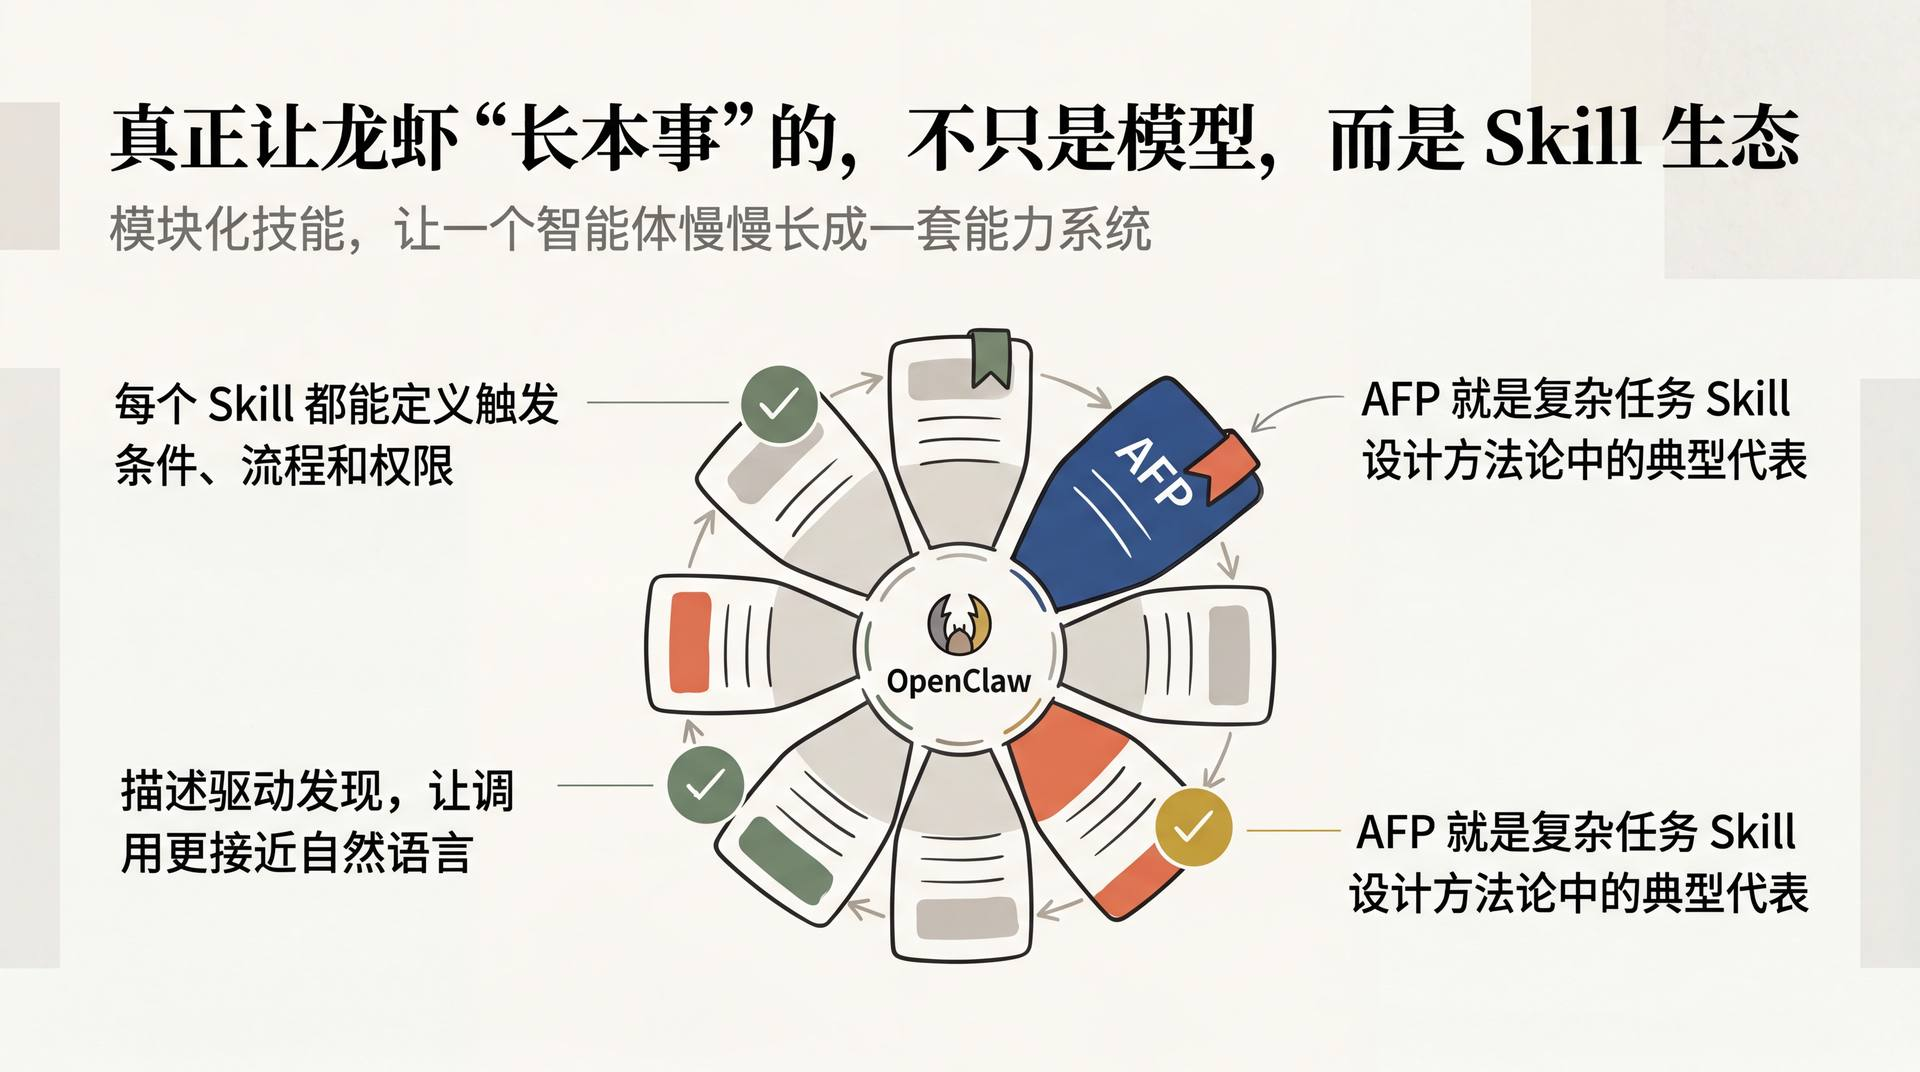 真正让龙虾“长本事”的，不只是模型，而是 Skill 生态
模块化技能，让一个智能体慢慢长成一套能力系统
每个 Skill 都能定义触发
条件、流程和权限
AFP 就是复杂任务 Skill
设计方法论中的典型代表
AFP
OpenClaw
描述驱动发现，让调
用更接近自然语言
AFP 就是复杂任务 Skill
设计方法论中的典型代表